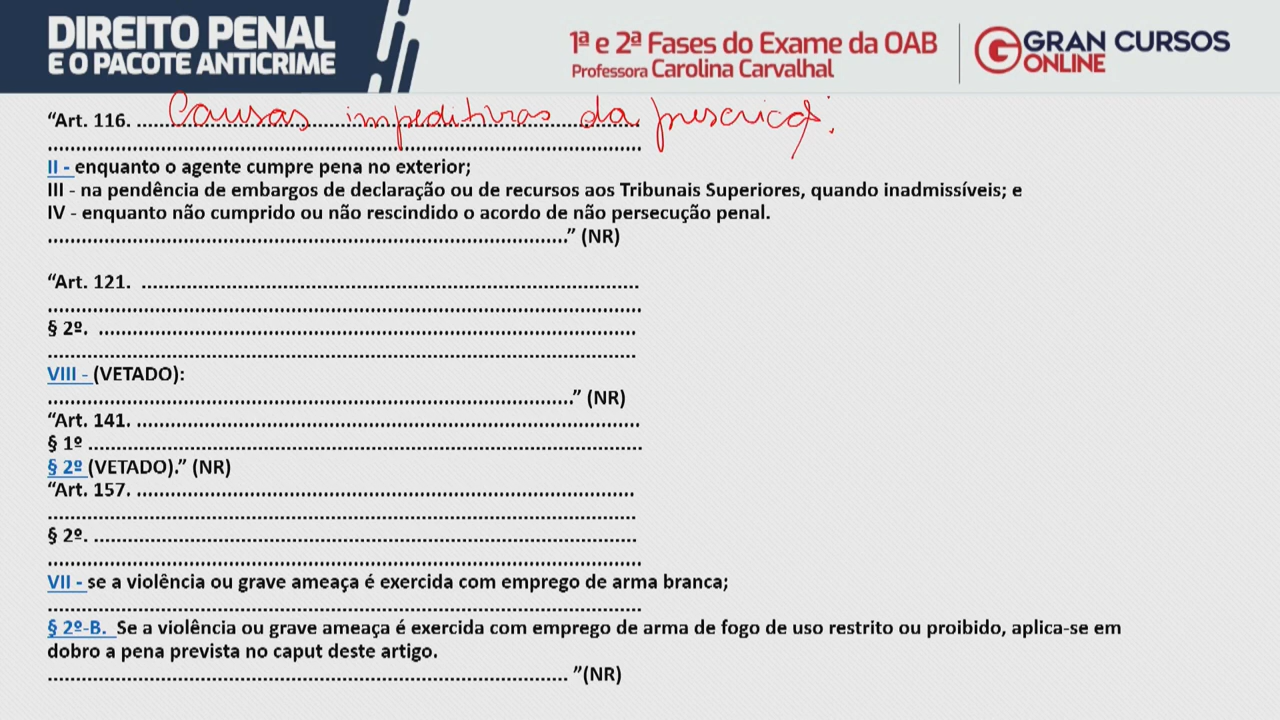 DIREITO PENAL
E O PACOTE ANTICRIME
1ª e 2ª Fases do Exame da OAB
Professora Carolina Carvalhal
GRAN CURSOS
ONLINE
“Art. 116. ........................................ Causas impeditivas da prescriçã:
........................................
II - enquanto o agente cumpre pena no exterior;
III - na pendência de embargos de declaração ou de recursos aos Tribunais Superiores, quando inadmissíveis; e
IV - enquanto não cumprido ou não rescindido o acordo de não persecução penal.
........................................” (NR)
“Art. 121. ........................................
........................................
§ 2º. ........................................
........................................
VIII - (VETADO):
........................................” (NR)
“Art. 141. ........................................
§ 1º ........................................
§ 2º (VETADO).” (NR)
“Art. 157. ........................................
........................................
§ 2º. ........................................
........................................
VII - se a violência ou grave ameaça é exercida com emprego de arma branca;
........................................
§ 2º-B. Se a violência ou grave ameaça é exercida com emprego de arma de fogo de uso restrito ou proibido, aplica-se em
dobro a pena prevista no caput deste artigo.
........................................ ”(NR)